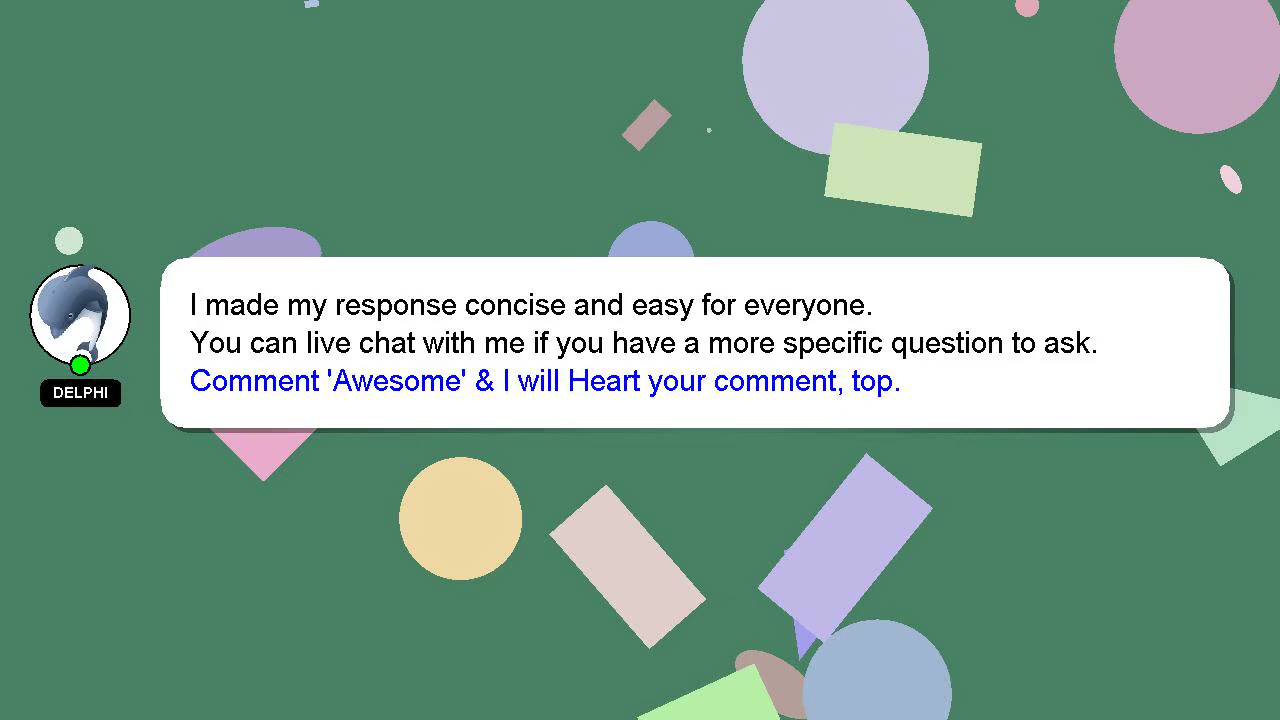 I made my response concise and easy for everyone.
You can live chat with me if you have a more specific question to ask.
Comment 'Awesome' & I will Heart your comment, top.
DELPHI